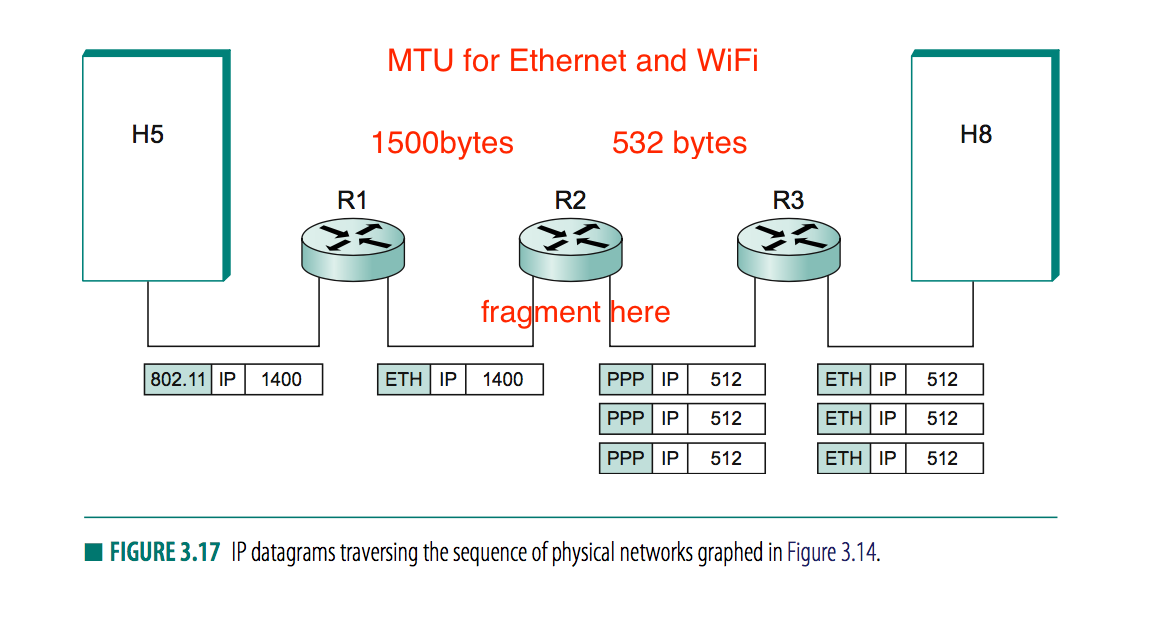 MTU for Ethernet and WiFi
H5
H8
1500bytes
532 bytes
R1
R2
R3
fragment here
802.11 IP 1400
ETH IP 1400
PPP IP 512
ETH IP 512
PPP IP 512
ETH IP 512
PPP IP 512
ETH IP 512
■ FIGURE 3.17 IP datagrams traversing the sequence of physical networks graphed in Figure 3.14.